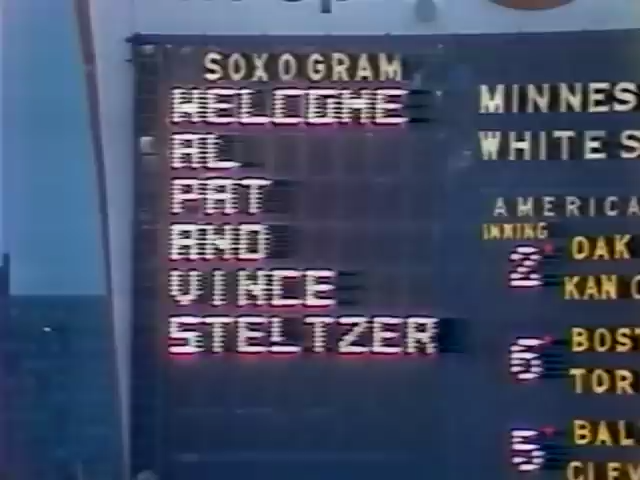 SOXOGRAM
WELCOME
AL
PAT
AND
VINCE
STELTZER
MINNES
WHITE S
AMERICA
INNING
2 OAK
KAN C
5 BOST
TOR
5 BAL
CLEV